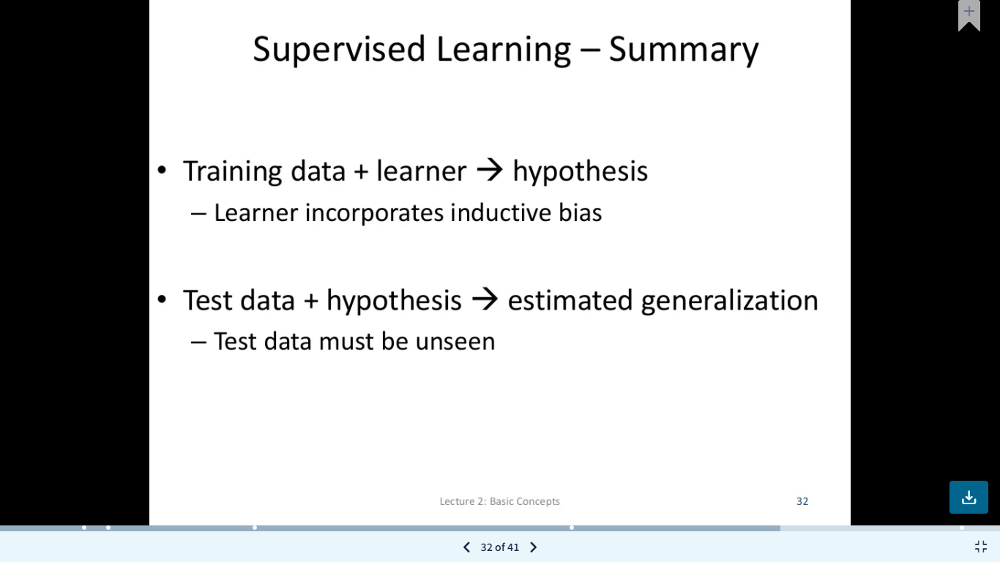 Supervised Learning – Summary
• Training data + learner → hypothesis
– Learner incorporates inductive bias
• Test data + hypothesis → estimated generalization
– Test data must be unseen
Lecture 2: Basic Concepts
32
32 of 41